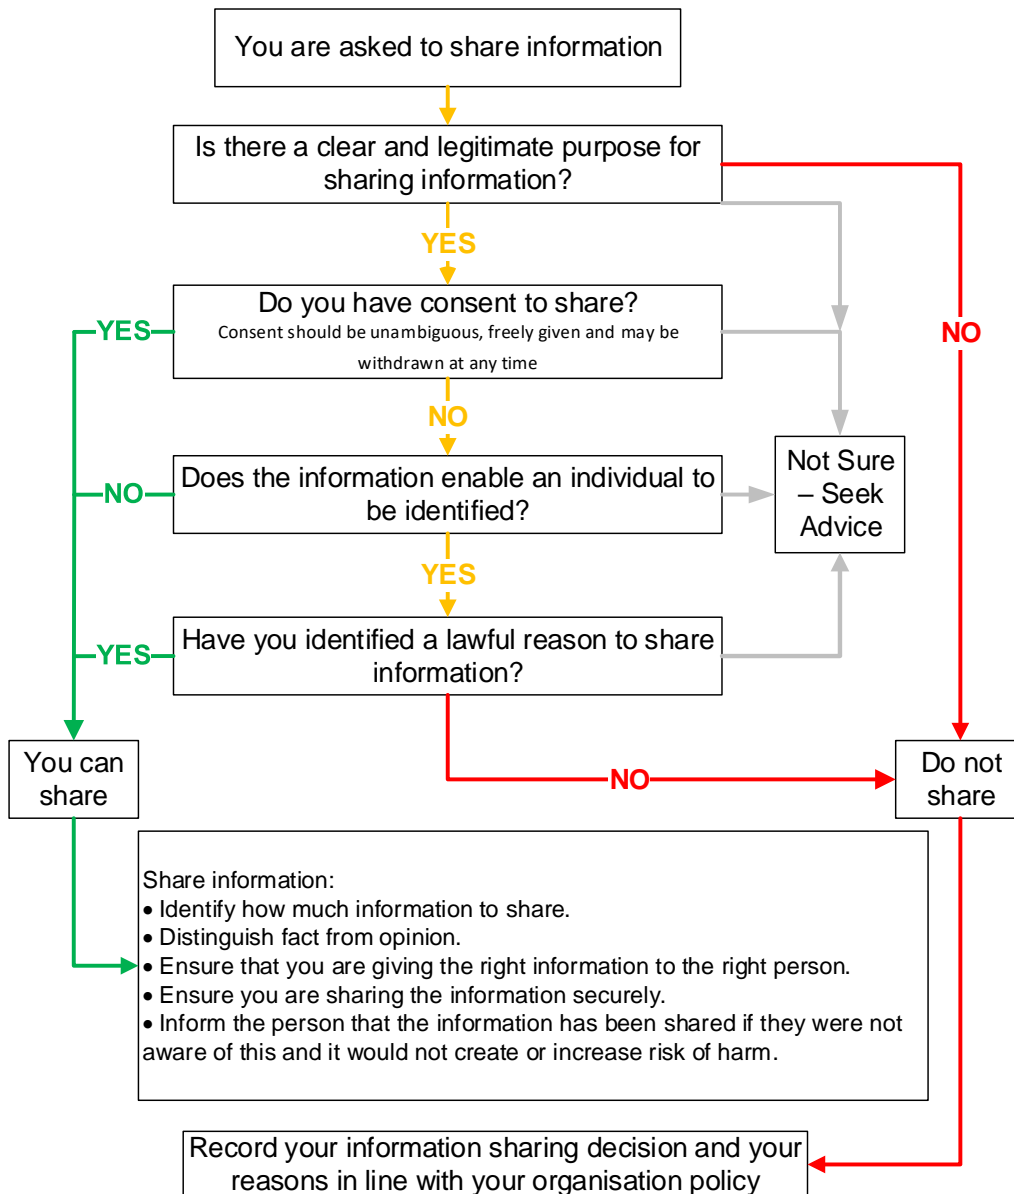 You are asked to share information
Is there a clear and legitimate purpose for
sharing information?
YES
NO
Do you have consent to share?
Consent should be unambiguous, freely given and may be
withdrawn at any time
YES
NO
Does the information enable an individual to
be identified?
NO
YES
Not Sure
– Seek
Advice
Have you identified a lawful reason to share
information?
YES
NO
You can
share
Do not
share
Share information:
• Identify how much information to share.
• Distinguish fact from opinion.
• Ensure that you are giving the right information to the right person.
• Ensure you are sharing the information securely.
• Inform the person that the information has been shared if they were not
aware of this and it would not create or increase risk of harm.
Record your information sharing decision and your
reasons in line with your organisation policy